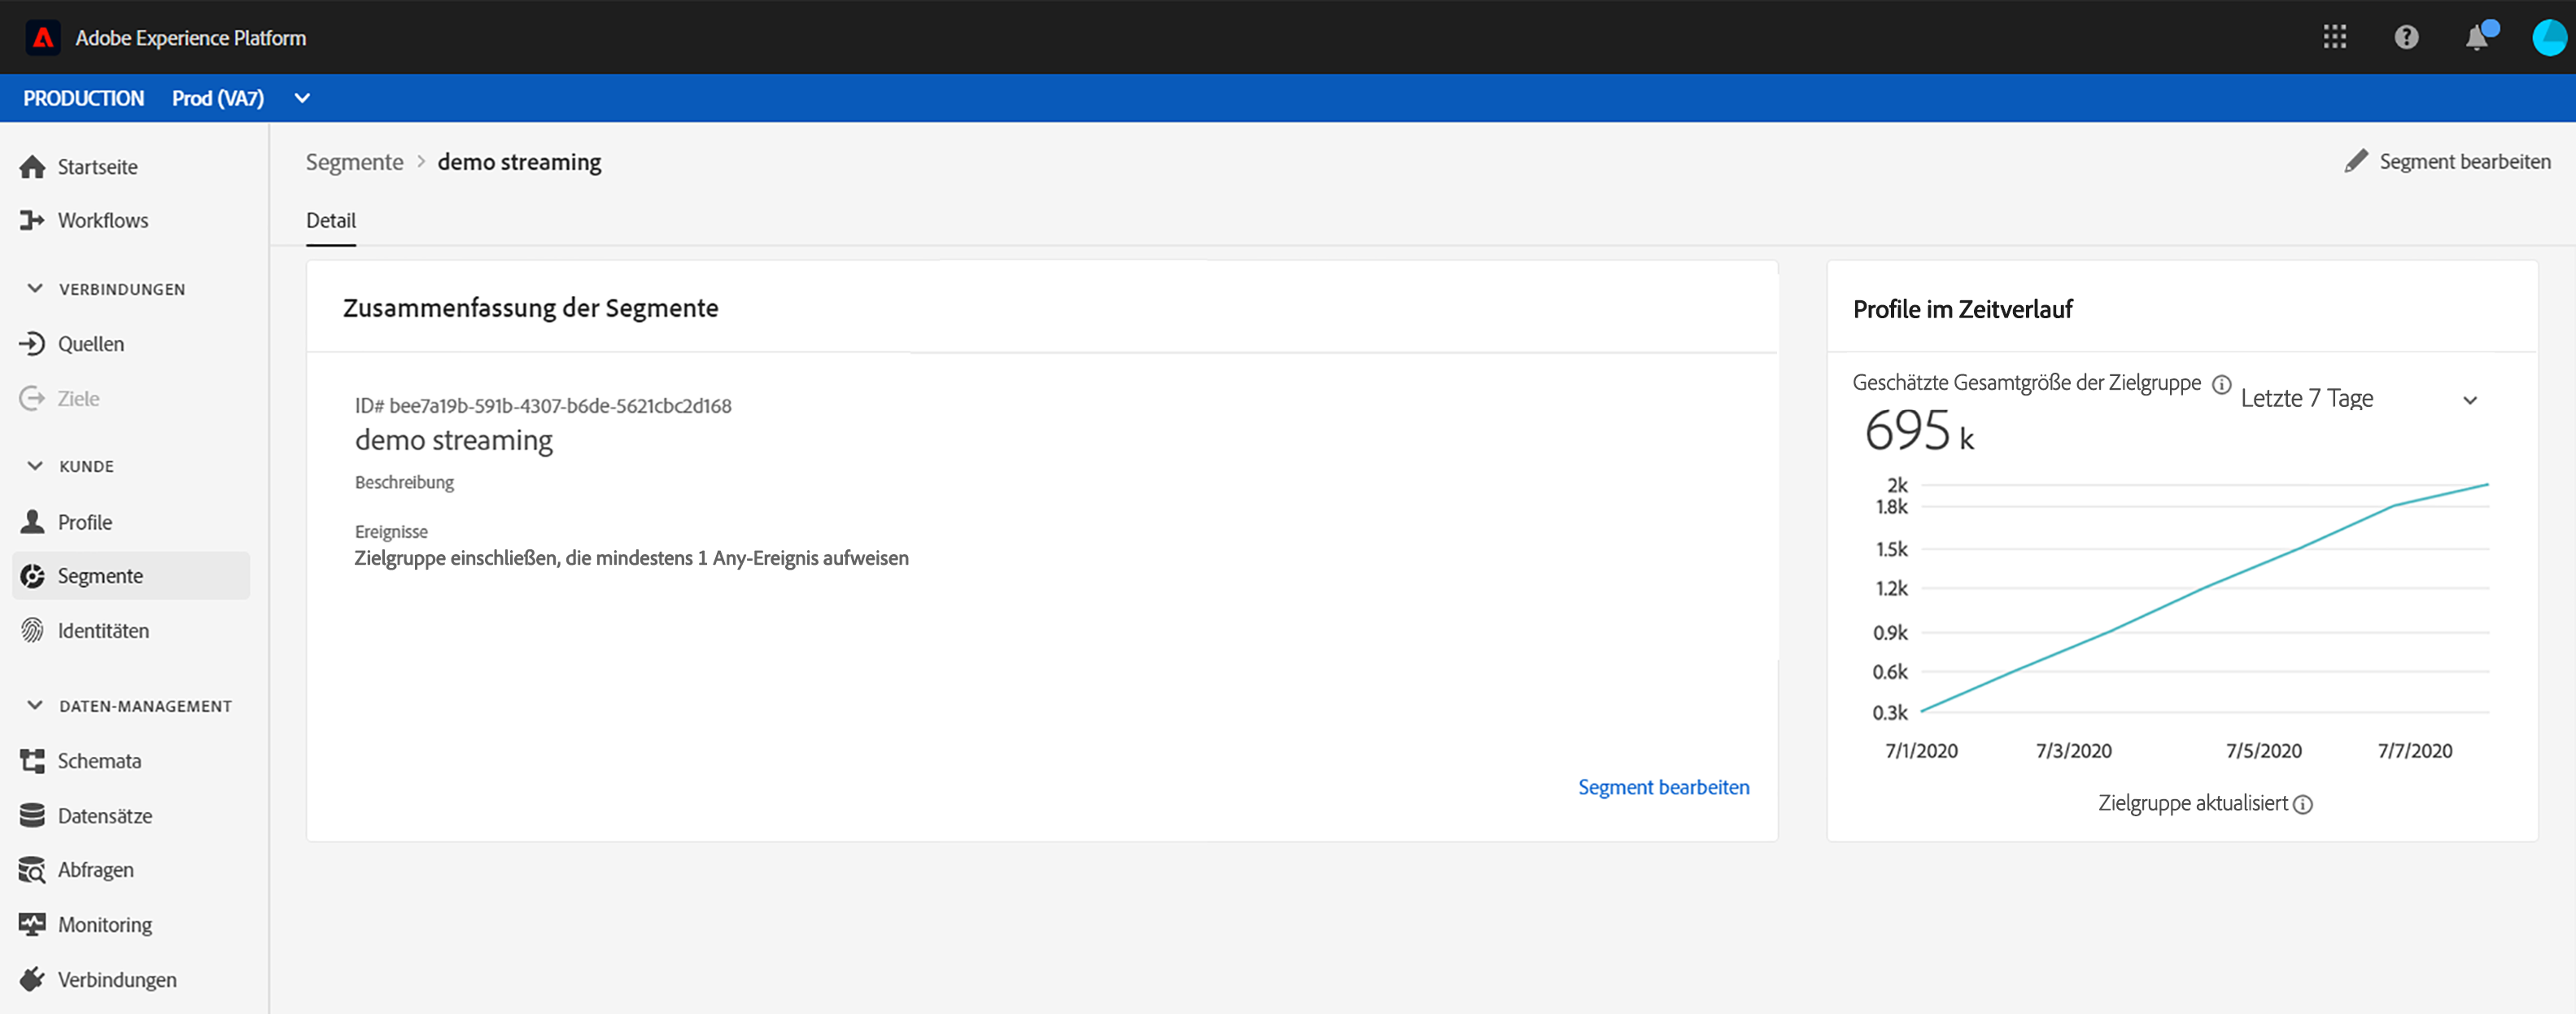 Adobe Experience Platform
PRODUCTION Prod (VA7)
Startseite
Workflows
VERBINDUNGEN
Quellen
Ziele
KUNDE
Profile
Segmente
Identitäten
DATEN-MANAGEMENT
Schemata
Datensätze
Abfragen
Monitoring
Verbindungen
Segmente > demo streaming
Segment bearbeiten
Detail
Zusammenfassung der Segmente
ID# bee7a19b-591b-4307-b6de-5621cbc2d168
demo streaming
Beschreibung
Ereignisse
Zielgruppe einschließen, die mindestens 1 Any-Ereignis aufweisen
Segment bearbeiten
Profile im Zeitverlauf
Geschätzte Gesamtgröße der Zielgruppe
Letzte 7 Tage
695 k
2k
1.8k
1.5k
1.2k
0.9k
0.6k
0.3k
7/1/2020 7/3/2020 7/5/2020 7/7/2020
Zielgruppe aktualisiert